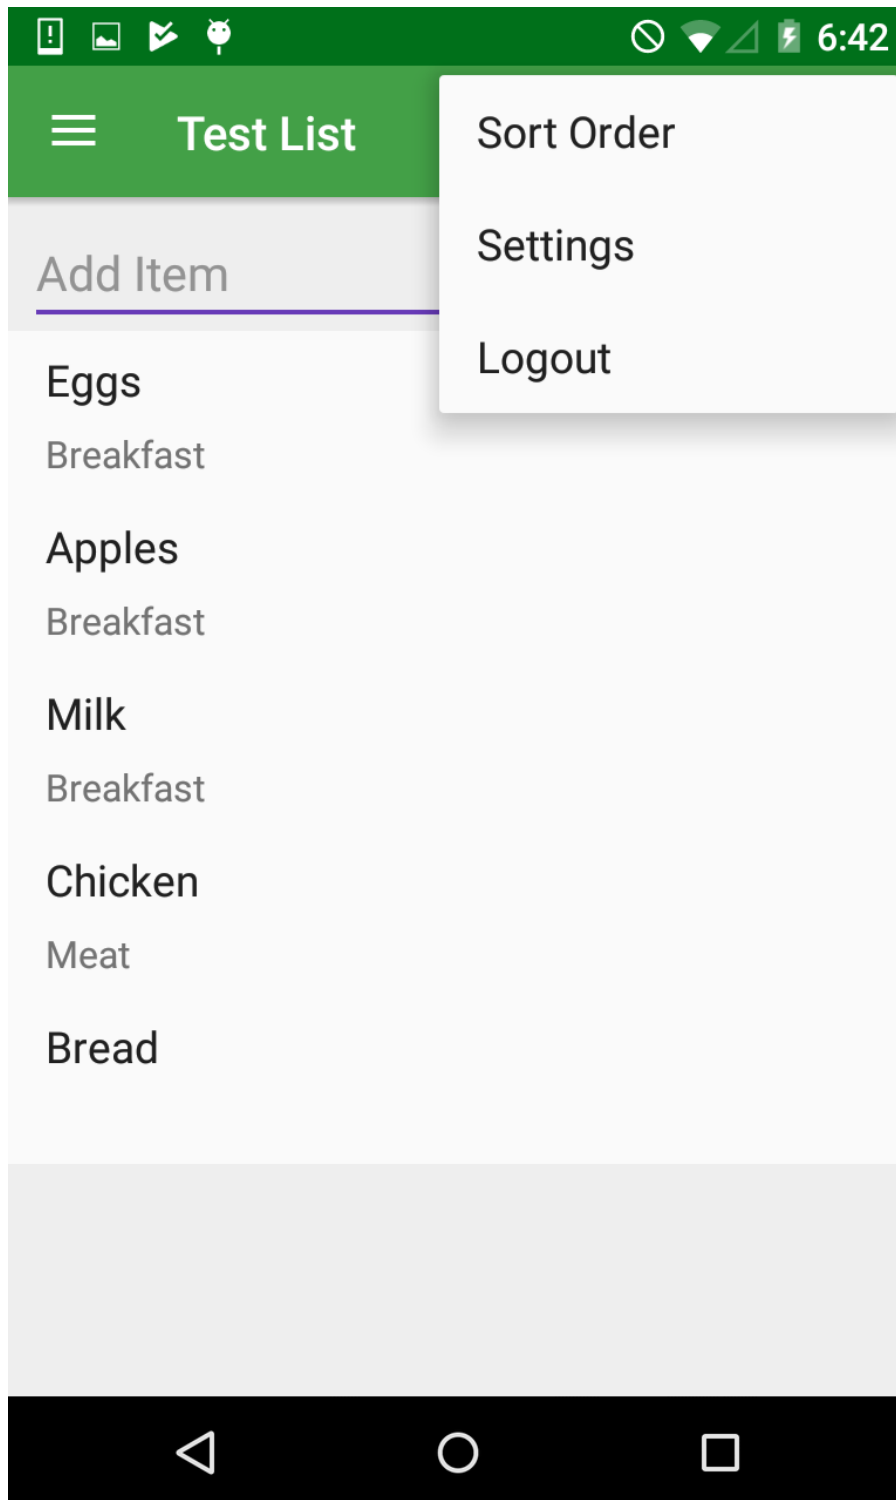 6:42
Test List
Sort Order
Settings
Logout
Add Item
Eggs
Breakfast
Apples
Breakfast
Milk
Breakfast
Chicken
Meat
Bread